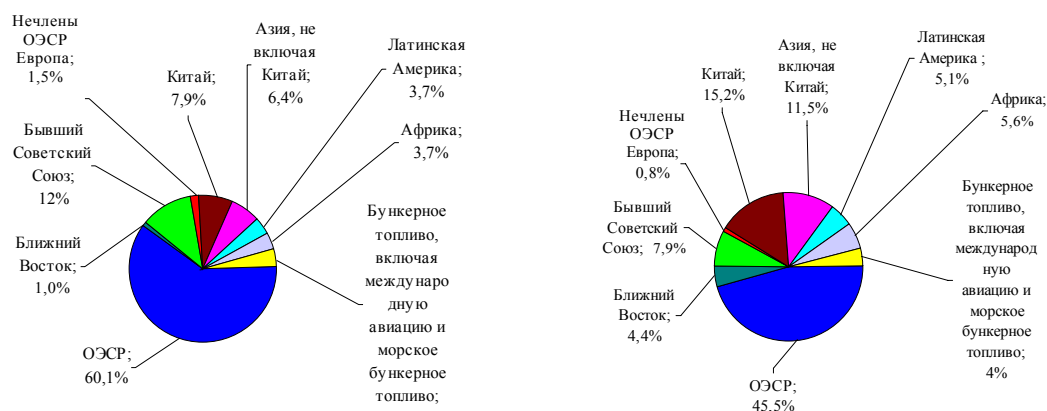 Нечлены
ОЭСР
Европа;
1,5%
Китай;
7,9%
Азия, не
включая
Китай;
6,4%
Латинская
Америка;
3,7%
Африка;
3,7%
Бывший
Советский
Союз;
12%
Ближний
Восток;
1,0%
ОЭСР;
60,1%
Бункерное
топливо,
включая
междунаро
дную
авиацию и
морское
бункерное
топливо;
Нечлены
ОЭСР
Европа;
0,8%
Китай;
15,2%
Азия, не
включая
Китай;
11,5%
Латинская
Америка ;
5,1%
Африка;
5,6%
Бывший
Советский
Союз; 7,9%
Ближний
Восток;
4,4%
ОЭСР;
45,5%
Бункерное
топливо,
включая
международ
ную
авиацию и
морское
бункерное
топливо;
4%